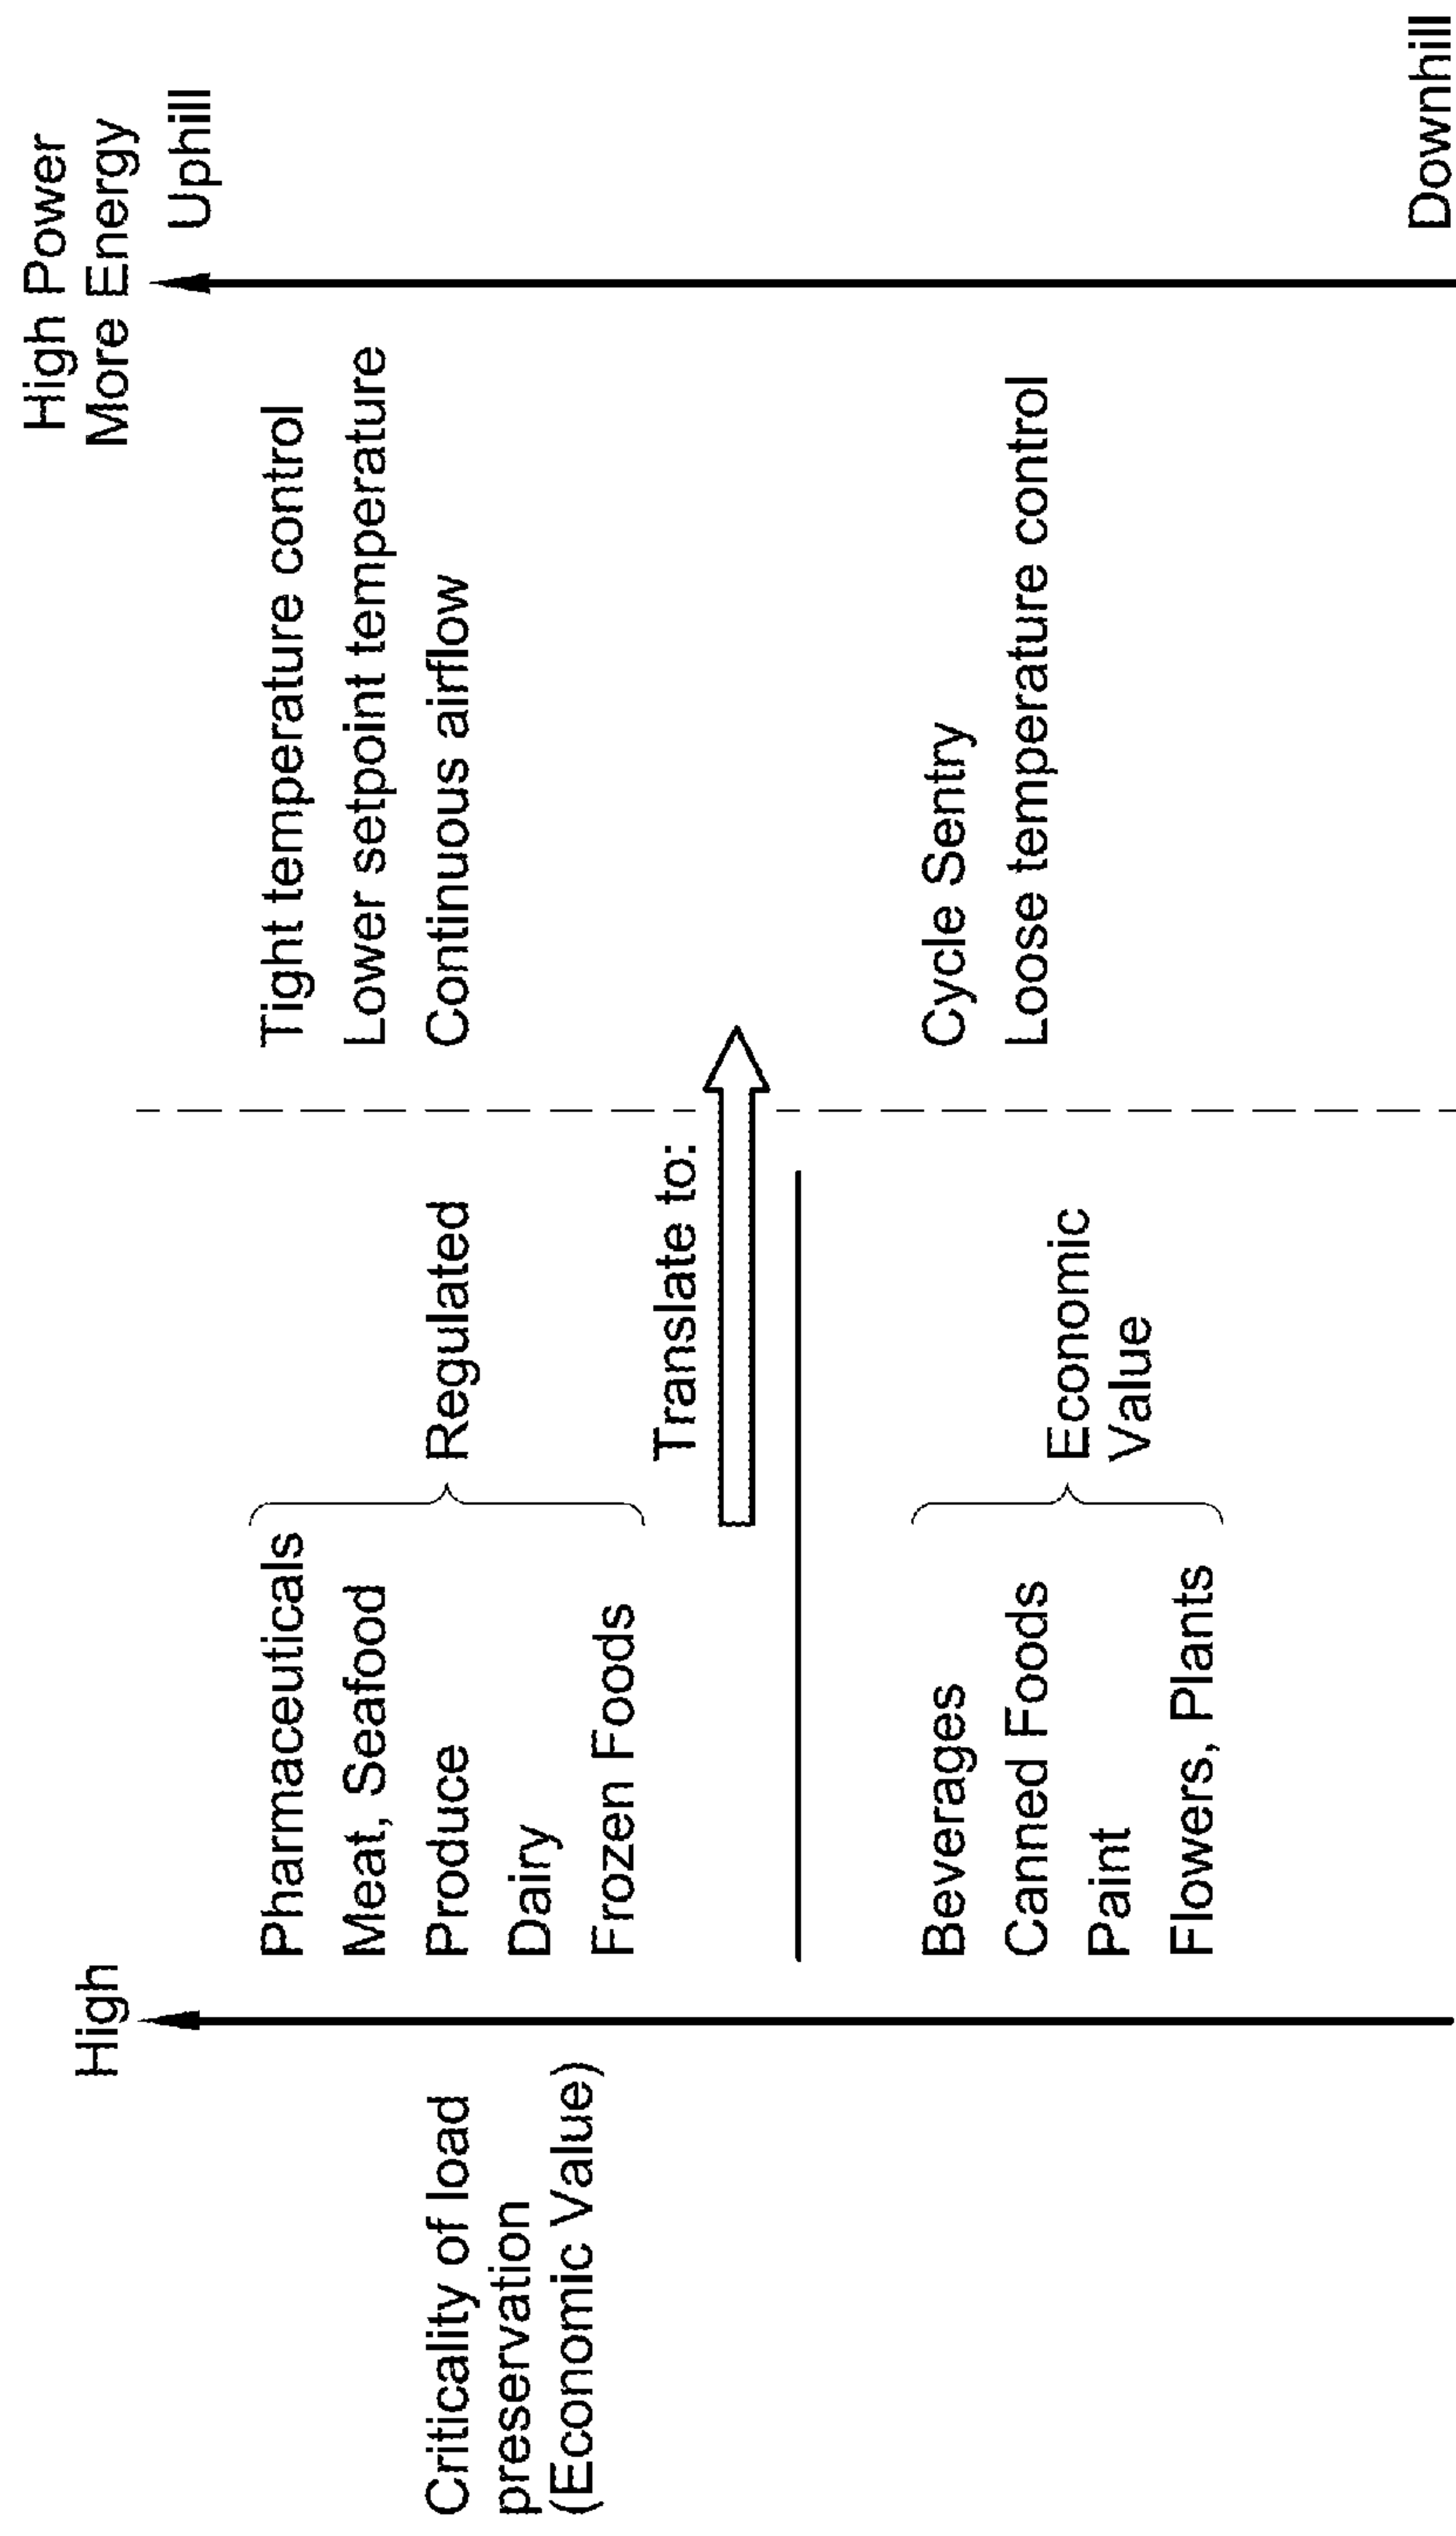 High
Criticality of load
preservation
(Economic Value)
Pharmaceuticals
Meat, Seafood
Produce
Dairy
Frozen Foods
Regulated
Translate to:
Beverages
Canned Foods
Paint
Flowers, Plants
Economic
Value
High Power
More Energy
Uphill
Tight temperature control
Lower setpoint temperature
Continuous airflow
Cycle Sentry
Loose temperature control
Downhill